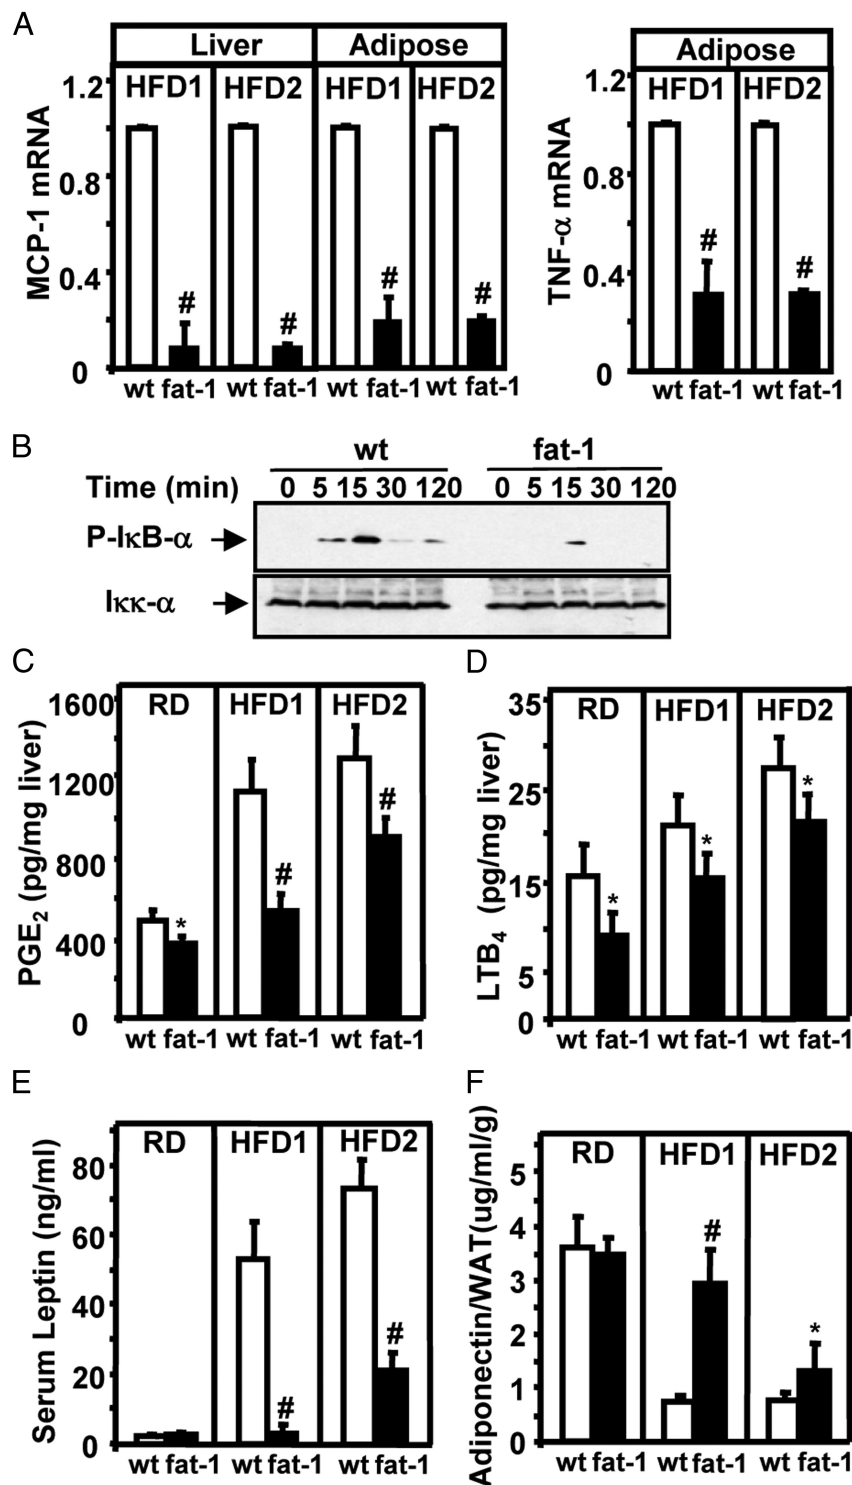 A
Liver Adipose
HFD1 HFD2 HFD1 HFD2
MCP-1 mRNA
1.2
0.8
0.4
0
# # # #
wt fat-1 wt fat-1 wt fat-1 wt fat-1
Adipose
HFD1 HFD2
TNF-α mRNA
1.2
0.8
0.4
0
# #
wt fat-1 wt fat-1
B
wt fat-1
Time (min) 0 5 15 30 120 0 5 15 30 120
P-IκB-α
Iκκ-α
C
RD HFD1 HFD2
PGE2 (pg/mg liver)
1600
1200
800
400
0
* # #
wt fat-1 wt fat-1 wt fat-1
D
RD HFD1 HFD2
LTB4 (pg/mg liver)
35
25
15
5
0
* * *
wt fat-1 wt fat-1 wt fat-1
E
RD HFD1 HFD2
Serum Leptin (ng/ml)
80
60
40
20
0
# #
wt fat-1 wt fat-1 wt fat-1
F
RD HFD1 HFD2
Adiponectin/WAT(ug/ml/g)
5
4
3
2
1
0
# *
wt fat-1 wt fat-1 wt fat-1